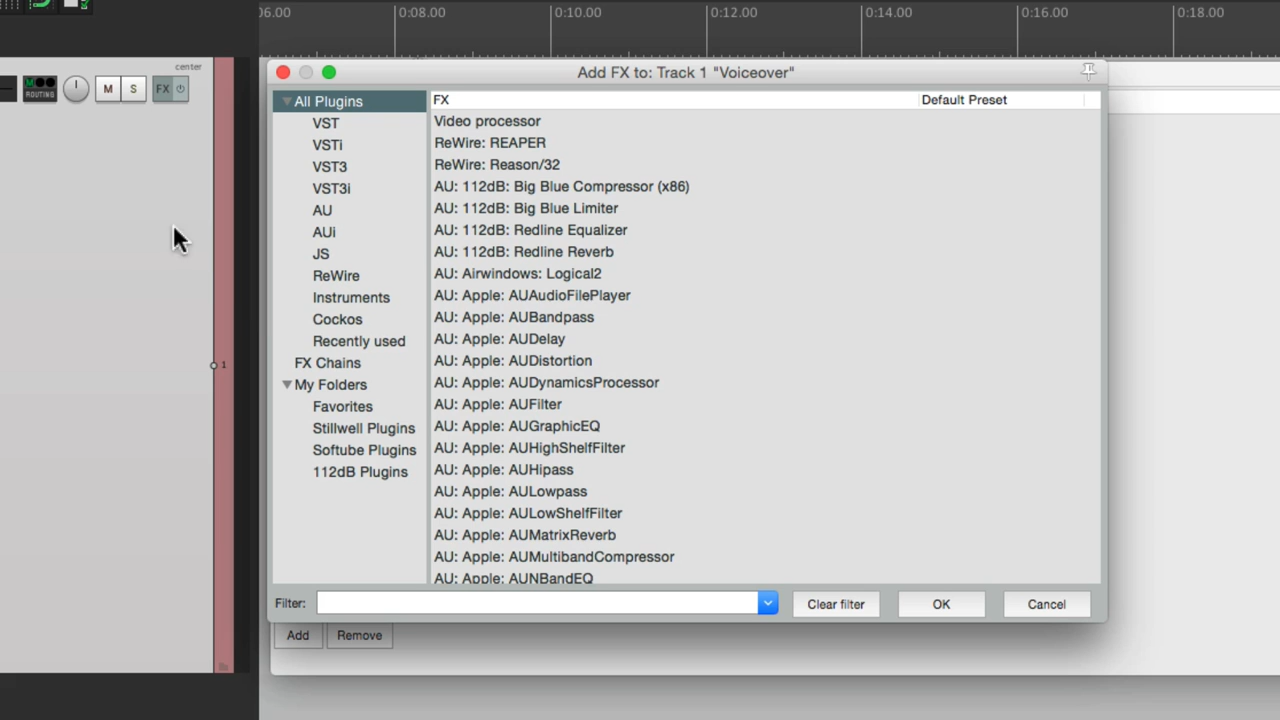 6.00
0:08.00
0:10.00
0:12.00
0:14.00
0:16.00
0:18.00
center
ROUTING
M
S
FX
1
Add FX to: Track 1 "Voiceover"
All Plugins
VST
VSTi
VST3
VST3i
AU
AUi
JS
ReWire
Instruments
Cockos
Recently used
FX Chains
My Folders
Favorites
Stillwell Plugins
Softube Plugins
112dB Plugins
FX
Default Preset
Video processor
ReWire: REAPER
ReWire: Reason/32
AU: 112dB: Big Blue Compressor (x86)
AU: 112dB: Big Blue Limiter
AU: 112dB: Redline Equalizer
AU: 112dB: Redline Reverb
AU: Airwindows: Logical2
AU: Apple: AUAudioFilePlayer
AU: Apple: AUBandpass
AU: Apple: AUDelay
AU: Apple: AUDistortion
AU: Apple: AUDynamicsProcessor
AU: Apple: AUFilter
AU: Apple: AUGraphicEQ
AU: Apple: AUHighShelfFilter
AU: Apple: AUHipass
AU: Apple: AULowpass
AU: Apple: AULowShelfFilter
AU: Apple: AUMatrixReverb
AU: Apple: AUMultibandCompressor
AU: Apple: AUNBandEQ
Filter:
Clear filter
OK
Cancel
Add
Remove